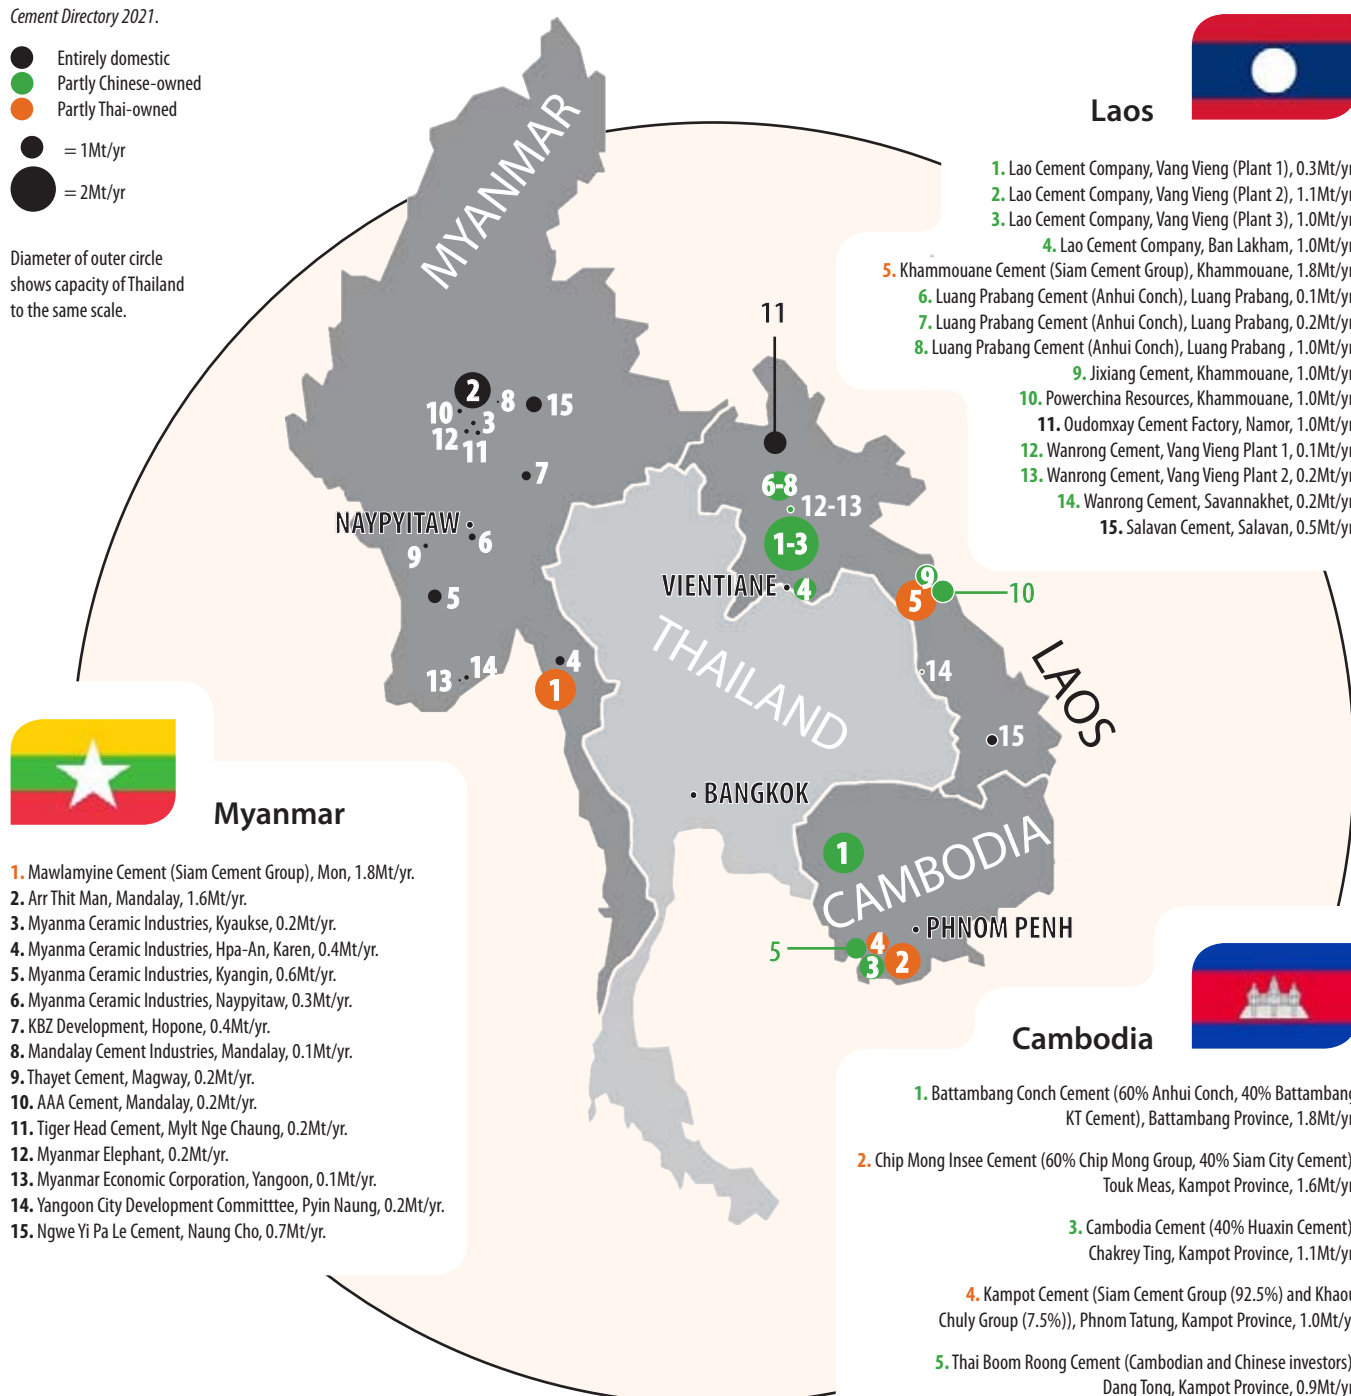 Cement Directory 2021.
Entirely domestic
Partly Chinese-owned
Partly Thai-owned
= 1Mt/yr
= 2Mt/yr
Diameter of outer circle
shows capacity of Thailand
to the same scale.
Laos
1. Lao Cement Company, Vang Vieng (Plant 1), 0.3Mt/yr
2. Lao Cement Company, Vang Vieng (Plant 2), 1.1Mt/yr
3. Lao Cement Company, Vang Vieng (Plant 3), 1.0Mt/yr
4. Lao Cement Company, Ban Lakham, 1.0Mt/yr
5. Khammouane Cement (Siam Cement Group), Khammouane, 1.8Mt/yr
6. Luang Prabang Cement (Anhui Conch), Luang Prabang, 0.1Mt/yr
7. Luang Prabang Cement (Anhui Conch), Luang Prabang, 0.2Mt/yr
8. Luang Prabang Cement (Anhui Conch), Luang Prabang , 1.0Mt/yr
9. Jixiang Cement, Khammouane, 1.0Mt/yr
10. Powerchina Resources, Khammouane, 1.0Mt/yr
11. Oudomxay Cement Factory, Namor, 1.0Mt/yr
12. Wanrong Cement, Vang Vieng Plant 1, 0.1Mt/yr
13. Wanrong Cement, Vang Vieng Plant 2, 0.2Mt/yr
14. Wanrong Cement, Savannakhet, 0.2Mt/yr
15. Salavan Cement, Salavan, 0.5Mt/yr
MYANMAR
11
2
8
15
10
3
12
11
7
6-8
12-13
NAYPYITAW
6
9
1-3
5
VIENTIANE
4
9
5
10
THAILAND
LAOS
4
14
13
1
14
15
BANGKOK
1
CAMBODIA
PHNOM PENH
5
4
3
2
Myanmar
1. Mawlamyine Cement (Siam Cement Group), Mon, 1.8Mt/yr.
2. Arr Thit Man, Mandalay, 1.6Mt/yr.
3. Myanma Ceramic Industries, Kyaukse, 0.2Mt/yr.
4. Myanma Ceramic Industries, Hpa-An, Karen, 0.4Mt/yr.
5. Myanma Ceramic Industries, Kyangin, 0.6Mt/yr.
6. Myanma Ceramic Industries, Naypyitaw, 0.3Mt/yr.
7. KBZ Development, Hopone, 0.4Mt/yr.
8. Mandalay Cement Industries, Mandalay, 0.1Mt/yr.
9. Thayet Cement, Magway, 0.2Mt/yr.
10. AAA Cement, Mandalay, 0.2Mt/yr.
11. Tiger Head Cement, Mylt Nge Chaung, 0.2Mt/yr.
12. Myanmar Elephant, 0.2Mt/yr.
13. Myanmar Economic Corporation, Yangoon, 0.1Mt/yr.
14. Yangoon City Development Committtee, Pyin Naung, 0.2Mt/yr.
15. Ngwe Yi Pa Le Cement, Naung Cho, 0.7Mt/yr.
Cambodia
1. Battambang Conch Cement (60% Anhui Conch, 40% Battambang
KT Cement), Battambang Province, 1.8Mt/yr
2. Chip Mong Insee Cement (60% Chip Mong Group, 40% Siam City Cement)
Touk Meas, Kampot Province, 1.6Mt/yr
3. Cambodia Cement (40% Huaxin Cement)
Chakrey Ting, Kampot Province, 1.1Mt/yr
4. Kampot Cement (Siam Cement Group (92.5%) and Khaou
Chuly Group (7.5%)), Phnom Tatung, Kampot Province, 1.0Mt/y
5. Thai Boom Roong Cement (Cambodian and Chinese investors)
Dang Tong, Kampot Province, 0.9Mt/yr